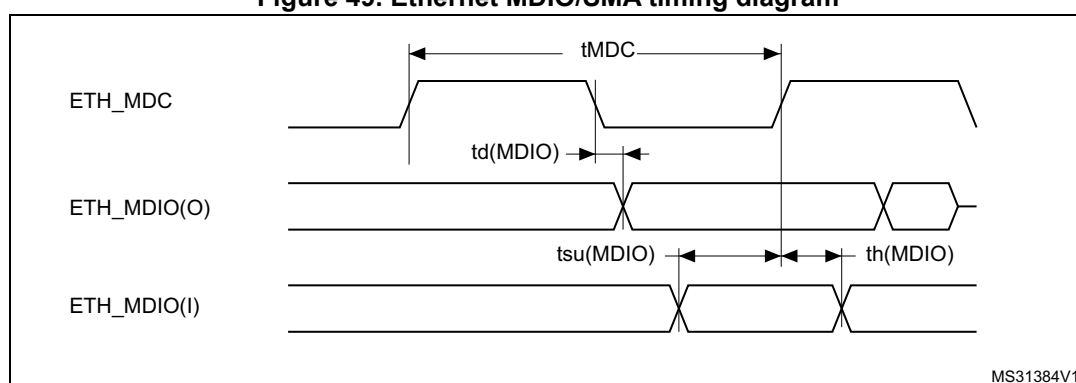 Figure 49. Ethernet MDIO/SMA timing diagram
tMDC
ETH_MDC
td(MDIO)
ETH_MDIO(O)
tsu(MDIO)
th(MDIO)
ETH_MDIO(I)
MS31384V1